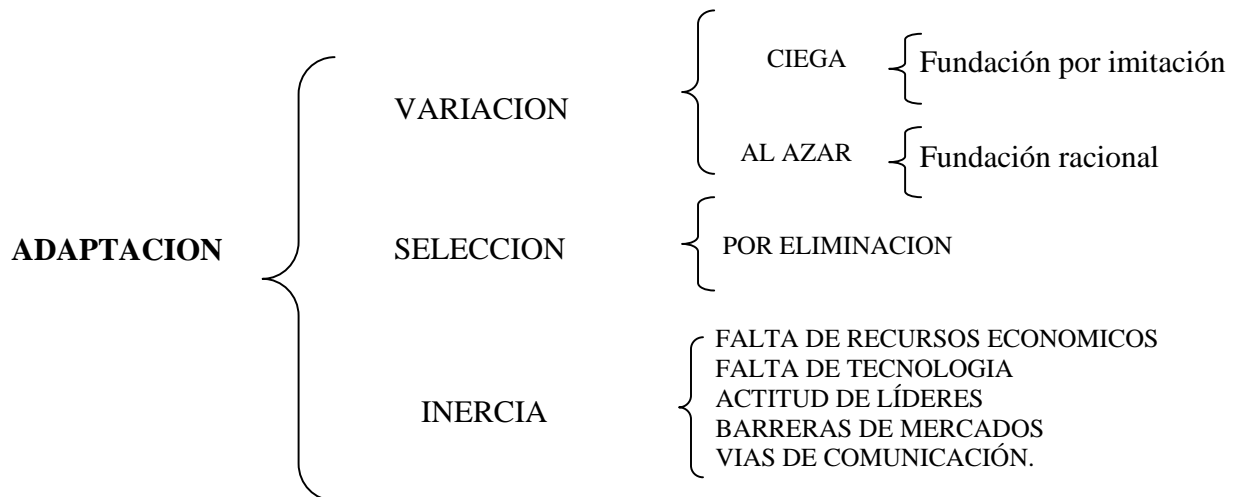 CIEGA
Fundación por imitación
VARIACION
AL AZAR
Fundación racional
ADAPTACION
SELECCION
POR ELIMINACION
FALTA DE RECURSOS ECONOMICOS
FALTA DE TECNOLOGIA
ACTITUD DE LÍDERES
INERCIA
BARRERAS DE MERCADOS
VIAS DE COMUNICACIÓN.